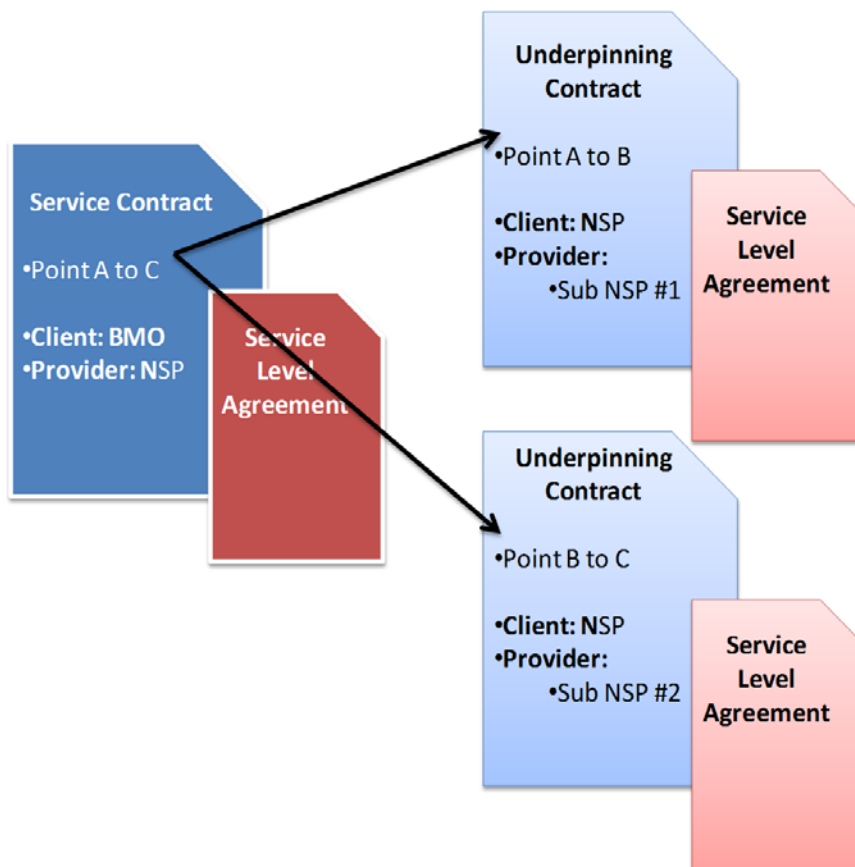 Service Contract
•Point A to C
•Client: BMO
•Provider: NSP
Service
Level
Agreement
Underpinning
Contract
•Point A to B
•Client: NSP
•Provider:
•Sub NSP #1
Service
Level
Agreement
Underpinning
Contract
•Point B to C
•Client: NSP
•Provider:
•Sub NSP #2
Service
Level
Agreement